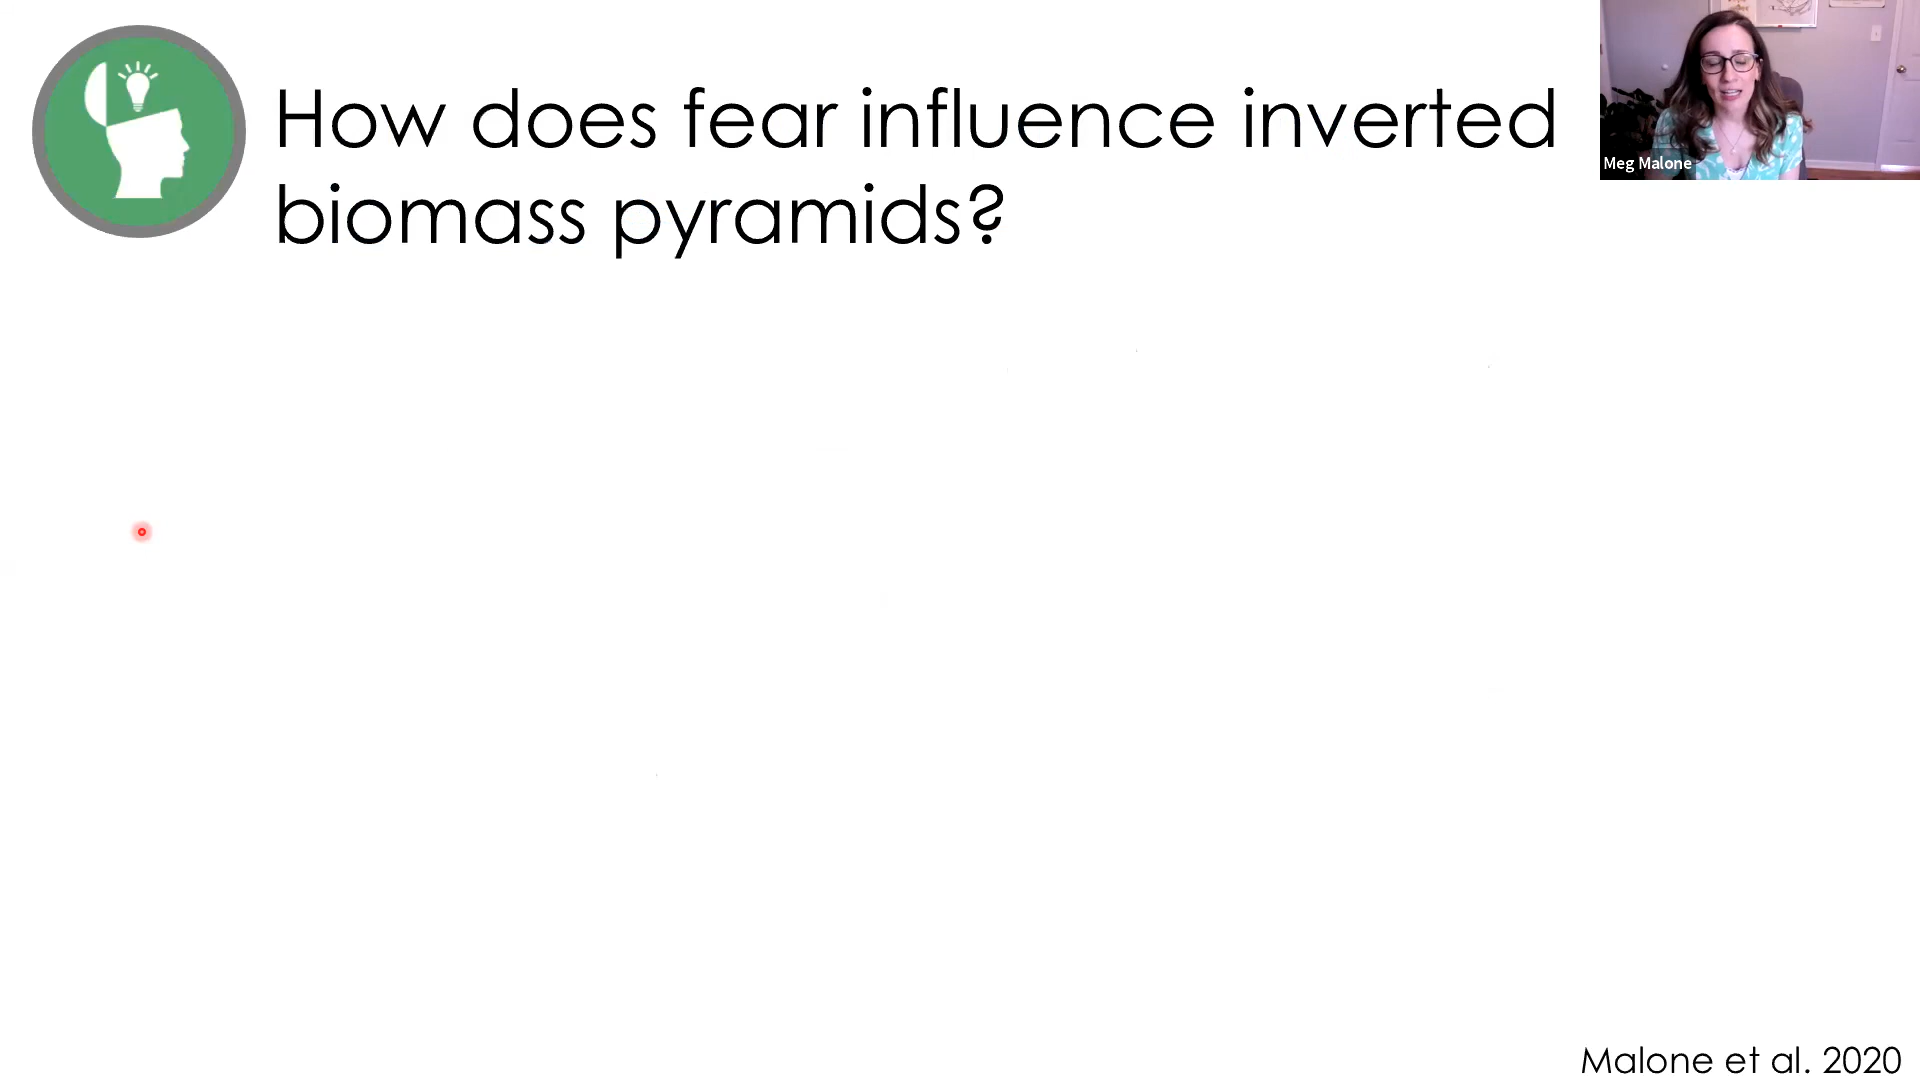 How does fear influence inverted
biomass pyramids?
Meg Malone
Malone et al. 2020